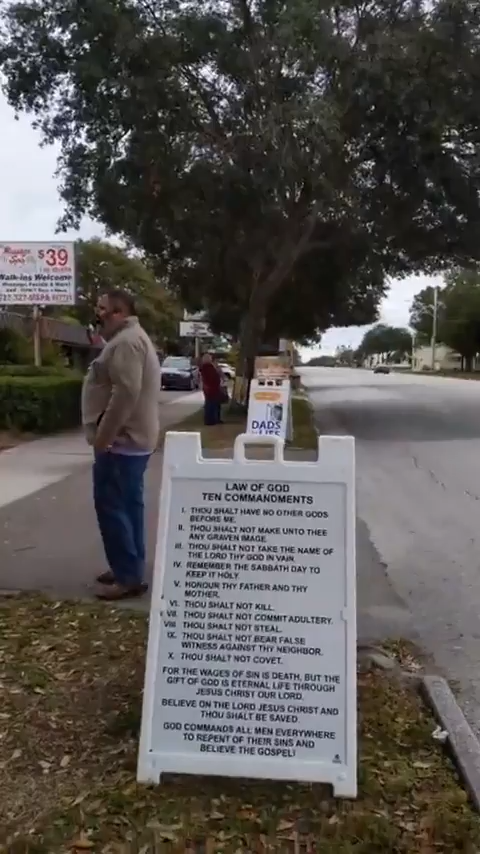 $39
Walk-ins Welcome
LAW OF GOD
TEN COMMANDMENTS
I. THOU SHALT HAVE NO OTHER GODS
BEFORE ME.
II. THOU SHALT NOT MAKE UNTO THEE
ANY GRAVEN IMAGE.
III. THOU SHALT NOT TAKE THE NAME OF
THE LORD THY GOD IN VAIN.
IV. REMEMBER THE SABBATH DAY TO
KEEP IT HOLY.
V. HONOUR THY FATHER AND THY
MOTHER.
VI. THOU SHALT NOT KILL.
VII. THOU SHALT NOT COMMIT ADULTERY.
VIII. THOU SHALT NOT STEAL.
IX. THOU SHALT NOT BEAR FALSE
WITNESS AGAINST THY NEIGHBOR.
X. THOU SHALT NOT COVET.
FOR THE WAGES OF SIN IS DEATH, BUT THE
GIFT OF GOD IS ETERNAL LIFE THROUGH
JESUS CHRIST OUR LORD.
BELIEVE ON THE LORD JESUS CHRIST AND
THOU SHALT BE SAVED.
GOD COMMANDS ALL MEN EVERYWHERE
TO REPENT OF THEIR SINS AND
BELIEVE THE GOSPEL!
DADS